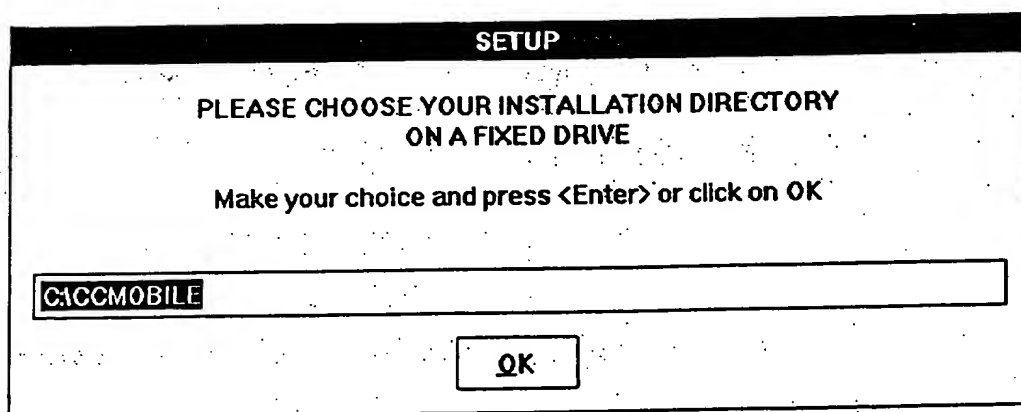 SETUP
PLEASE CHOOSE YOUR INSTALLATION DIRECTORY
ON A FIXED DRIVE
Make your choice and press <Enter> or click on OK
C:\CCMOBILE
OK